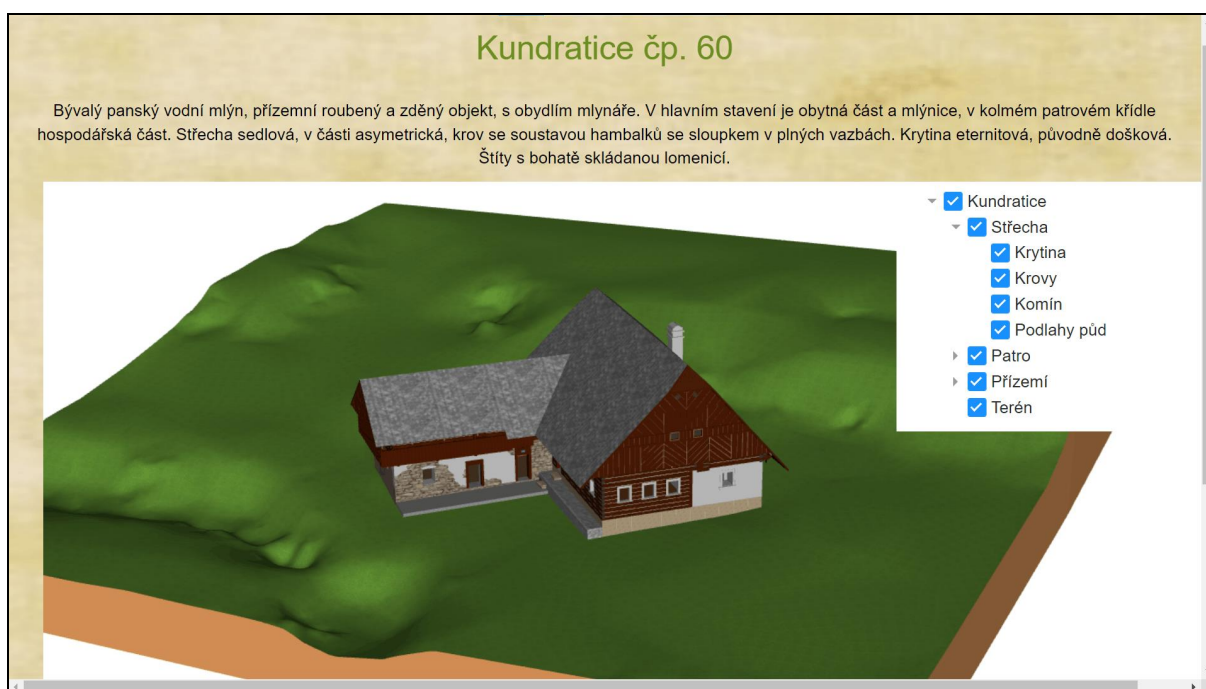 Kundratice čp. 60
Bývalý panský vodní mlýn, přízemní roubený a zděný objekt, s obydlím mlynáře. V hlavním stavení je obytná část a mlýnice, v kolmém patrovém křídle
hospodářská část. Střecha sedlová, v části asymetrická, krov se soustavou hambalků se sloupkem v plných vazbách. Krytina eternitová, původně došková.
Štíty s bohatě skládanou lomenicí.
Kundratice
Střecha
Krytina
Krovy
Komín
Podlahy půd
Patro
Přízemí
Terén